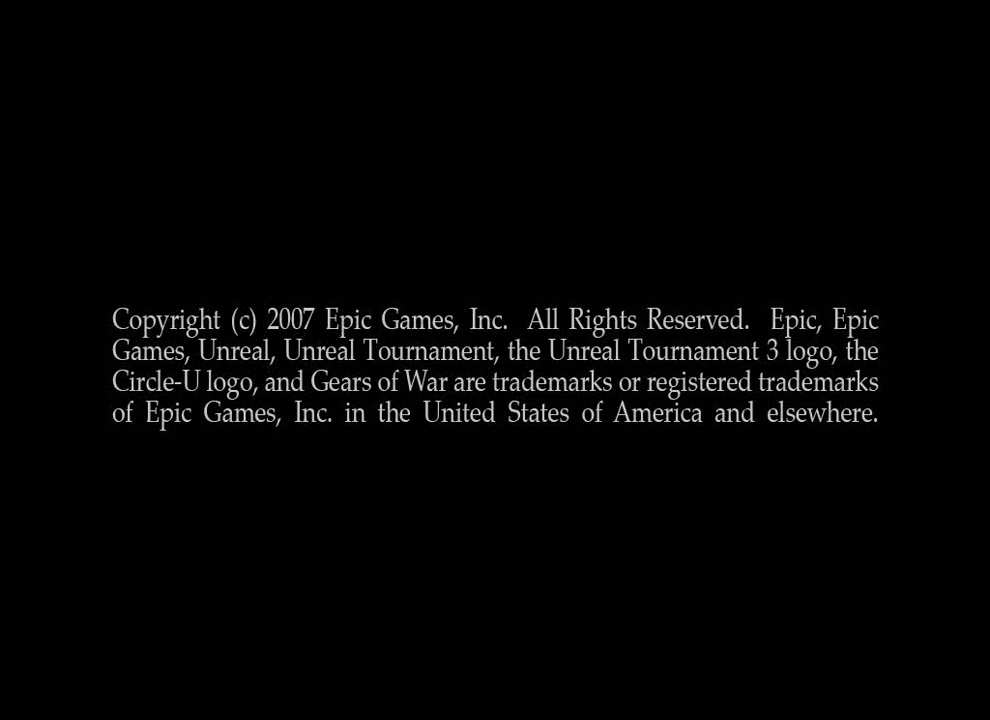 Copyright (c) 2007 Epic Games, Inc.  All Rights Reserved.  Epic, Epic
Games, Unreal, Unreal Tournament, the Unreal Tournament 3 logo, the
Circle-U logo, and Gears of War are trademarks or registered trademarks
of Epic Games, Inc. in the United States of America and elsewhere.